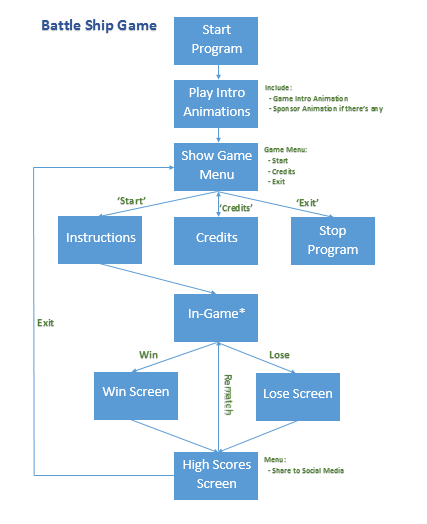 Battle Ship Game
Start
Program
Play Intro
Animations
Include:
- Game Intro Animation
- Sponsor Animation if there's any
Show Game
Menu
Game Menu:
- Start
- Credits
- Exit
'Start'
'Credits'
'Exit'
Instructions
Credits
Stop
Program
In-Game*
Exit
Win
Lose
Rematch
Win Screen
Lose Screen
High Scores
Screen
Menu:
- Share to Social Media